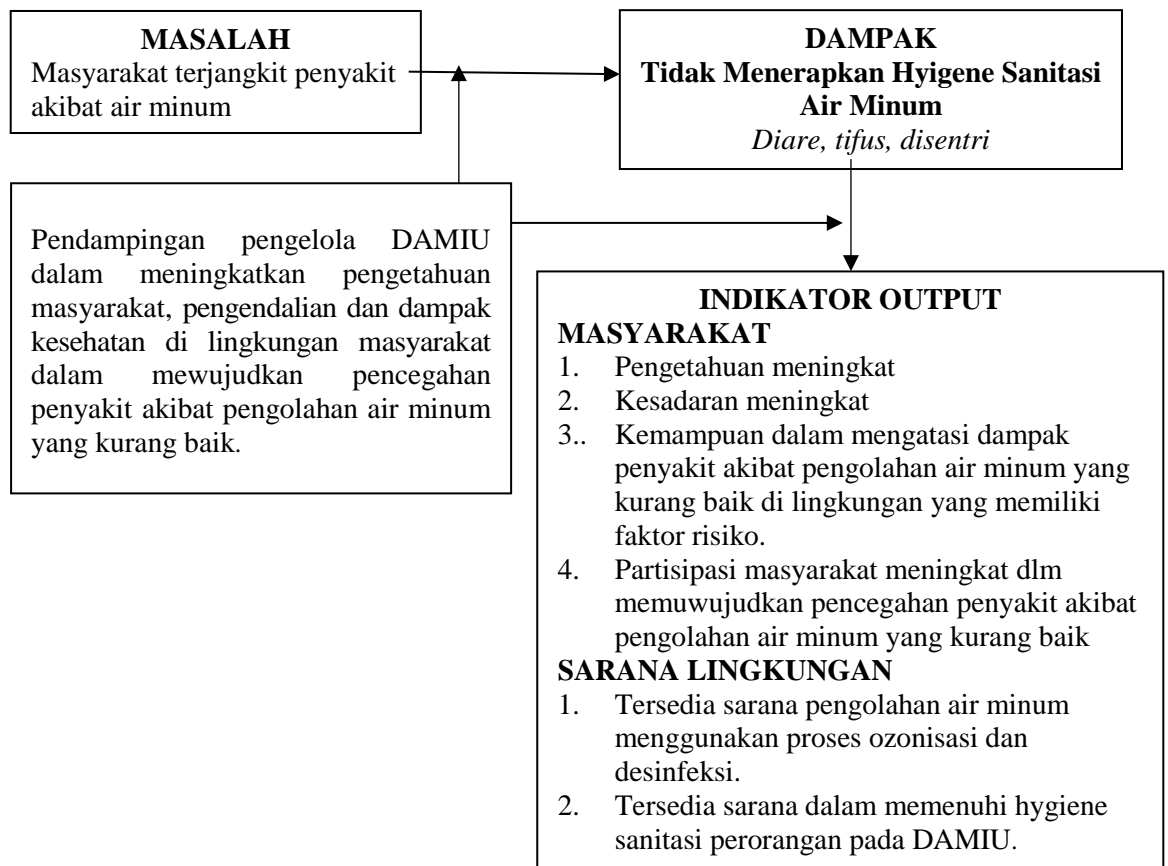 MASALAH
Masyarakat terjangkit penyakit
akibat air minum
DAMPAK
Tidak Menerapkan Hyigene Sanitasi
Air Minum
Diare, tifus, disentri
Pendampingan pengelola DAMIU
dalam meningkatkan pengetahuan
masyarakat, pengendalian dan dampak
kesehatan di lingkungan masyarakat
dalam mewujudkan pencegahan
penyakit akibat pengolahan air minum
yang kurang baik.
INDIKATOR OUTPUT
MASYARAKAT
1. Pengetahuan meningkat
2. Kesadaran meningkat
3.. Kemampuan dalam mengatasi dampak
penyakit akibat pengolahan air minum yang
kurang baik di lingkungan yang memiliki
faktor risiko.
4. Partisipasi masyarakat meningkat dlm
memuwujudkan pencegahan penyakit akibat
pengolahan air minum yang kurang baik
SARANA LINGKUNGAN
1. Tersedia sarana pengolahan air minum
menggunakan proses ozonisasi dan
desinfeksi.
2. Tersedia sarana dalam memenuhi hygiene
sanitasi perorangan pada DAMIU.